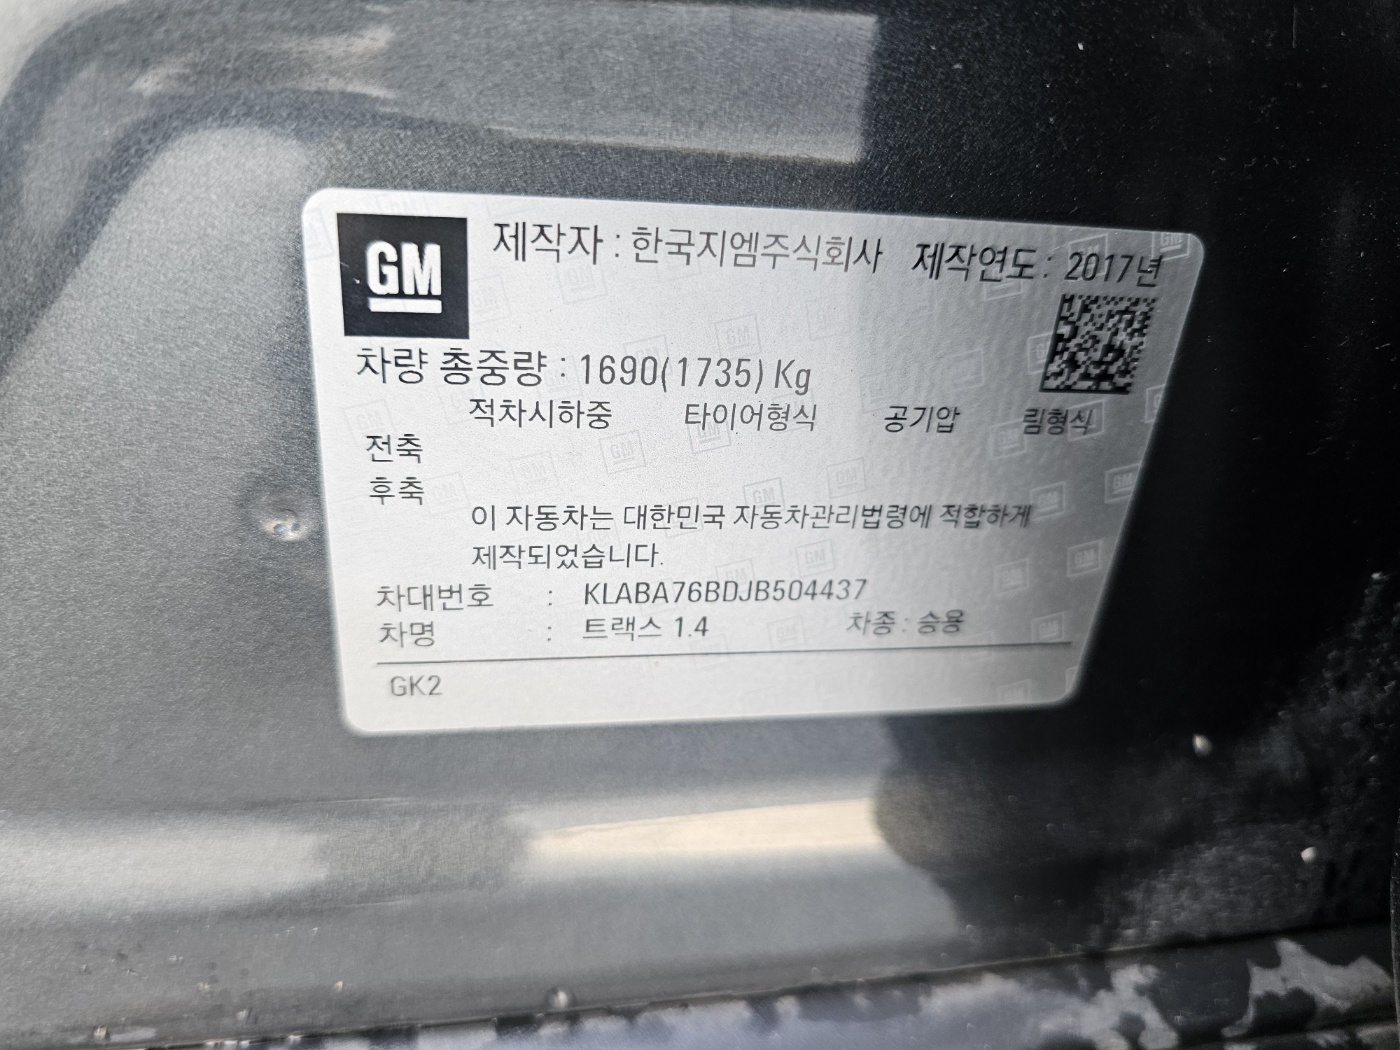 GM
제작자 : 한국지엠주식회사 제작연도 : 2017년
차량 총중량 : 1690(1735) Kg
적차시하중 타이어형식 공기압 림형식
전축
후축
이 자동차는 대한민국 자동차관리법령에 적합하게
제작되었습니다.
차대번호 : KLABA76BDJB504437
차명 : 트랙스 1.4 차종 : 승용
GK2